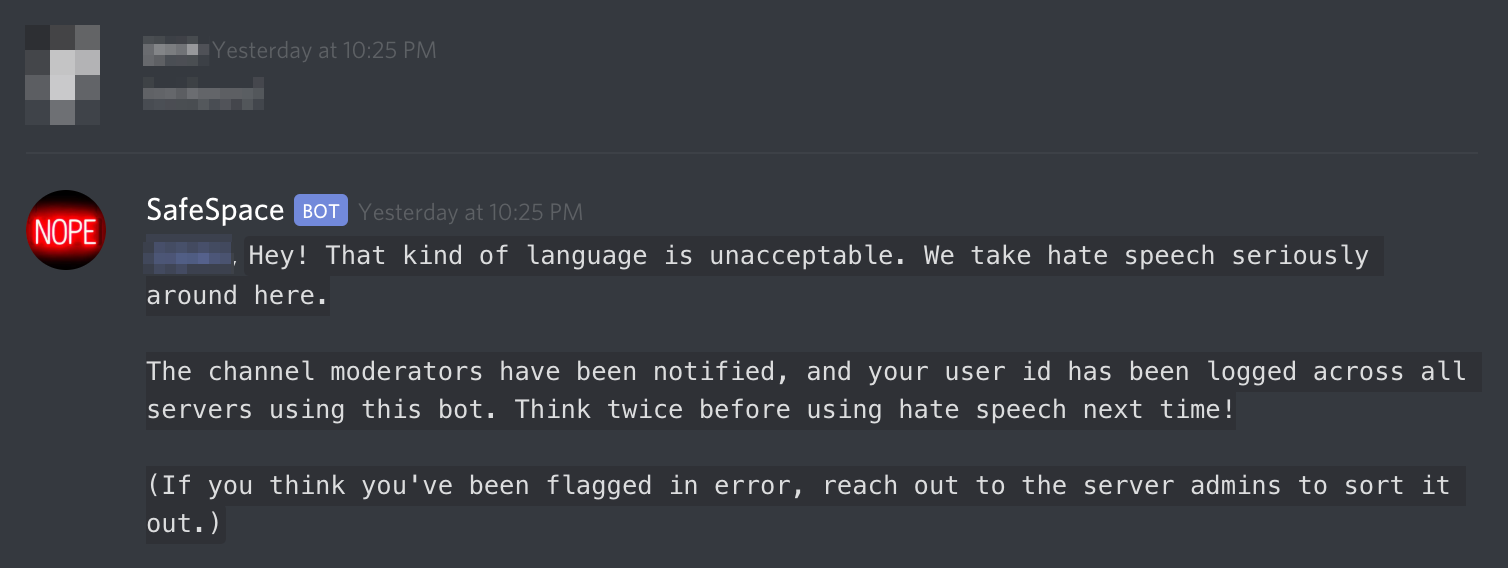 Yesterday at 10:25 PM
NOPE
SafeSpace BOT Yesterday at 10:25 PM
, Hey! That kind of language is unacceptable. We take hate speech seriously
around here.
The channel moderators have been notified, and your user id has been logged across all
servers using this bot. Think twice before using hate speech next time!
(If you think you've been flagged in error, reach out to the server admins to sort it
out.)